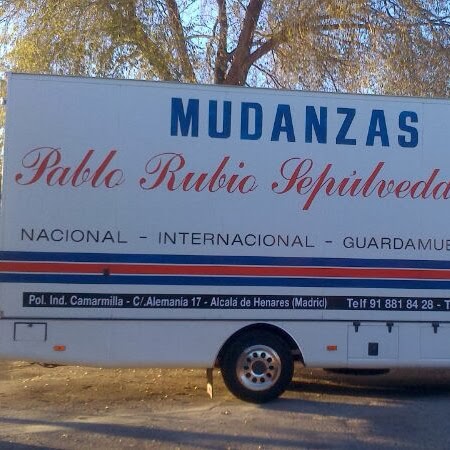 MUDANZAS
Pablo Rubio Sepúlveda
NACIONAL - INTERNACIONAL - GUARDAMUE
Pol. Ind. Camarmilla - C/.Alemania 17 - Alcalá de Henares (Madrid) Telf 91 881 84 28 - T